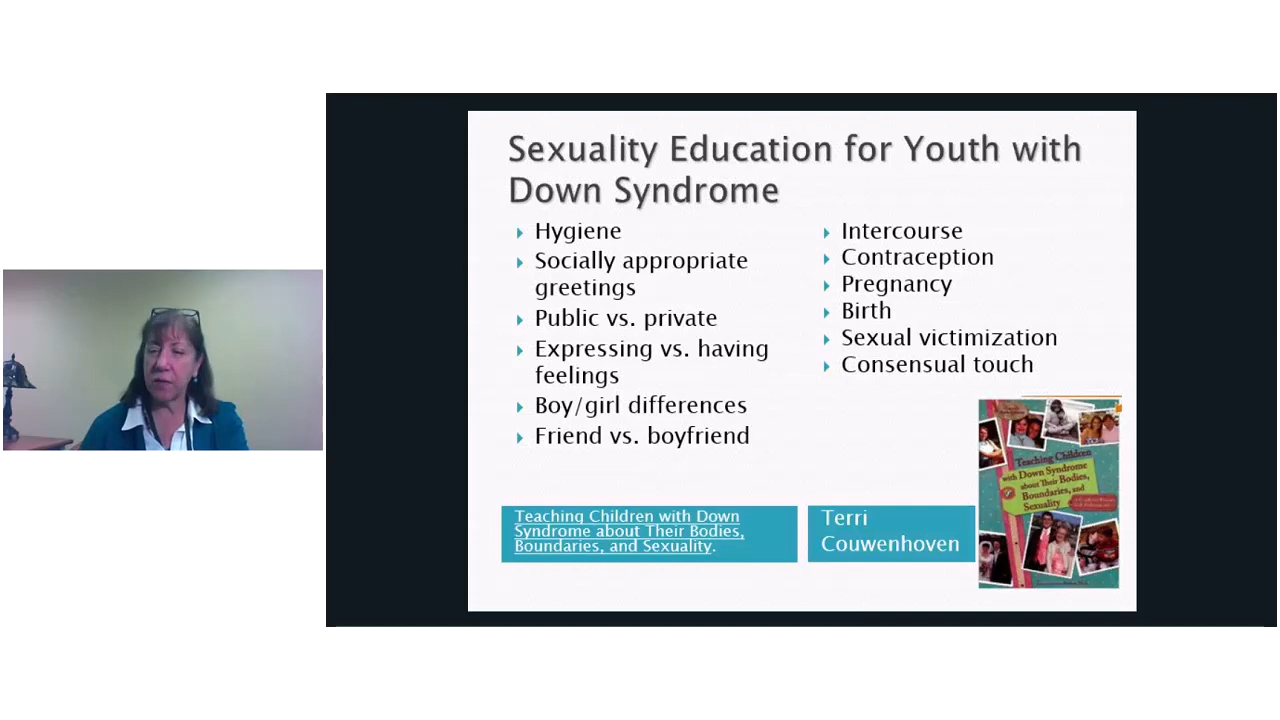 Sexuality Education for Youth with
Down Syndrome
Hygiene
Socially appropriate
greetings
Public vs. private
Expressing vs. having
feelings
Boy/girl differences
Friend vs. boyfriend
Intercourse
Contraception
Pregnancy
Birth
Sexual victimization
Consensual touch
Teaching Children with Down
Syndrome about Their Bodies,
Boundaries, and Sexuality.
Terri
Couwenhoven
Teaching Children
with Down Syndrome
about Their Bodies,
Boundaries, and
Sexuality